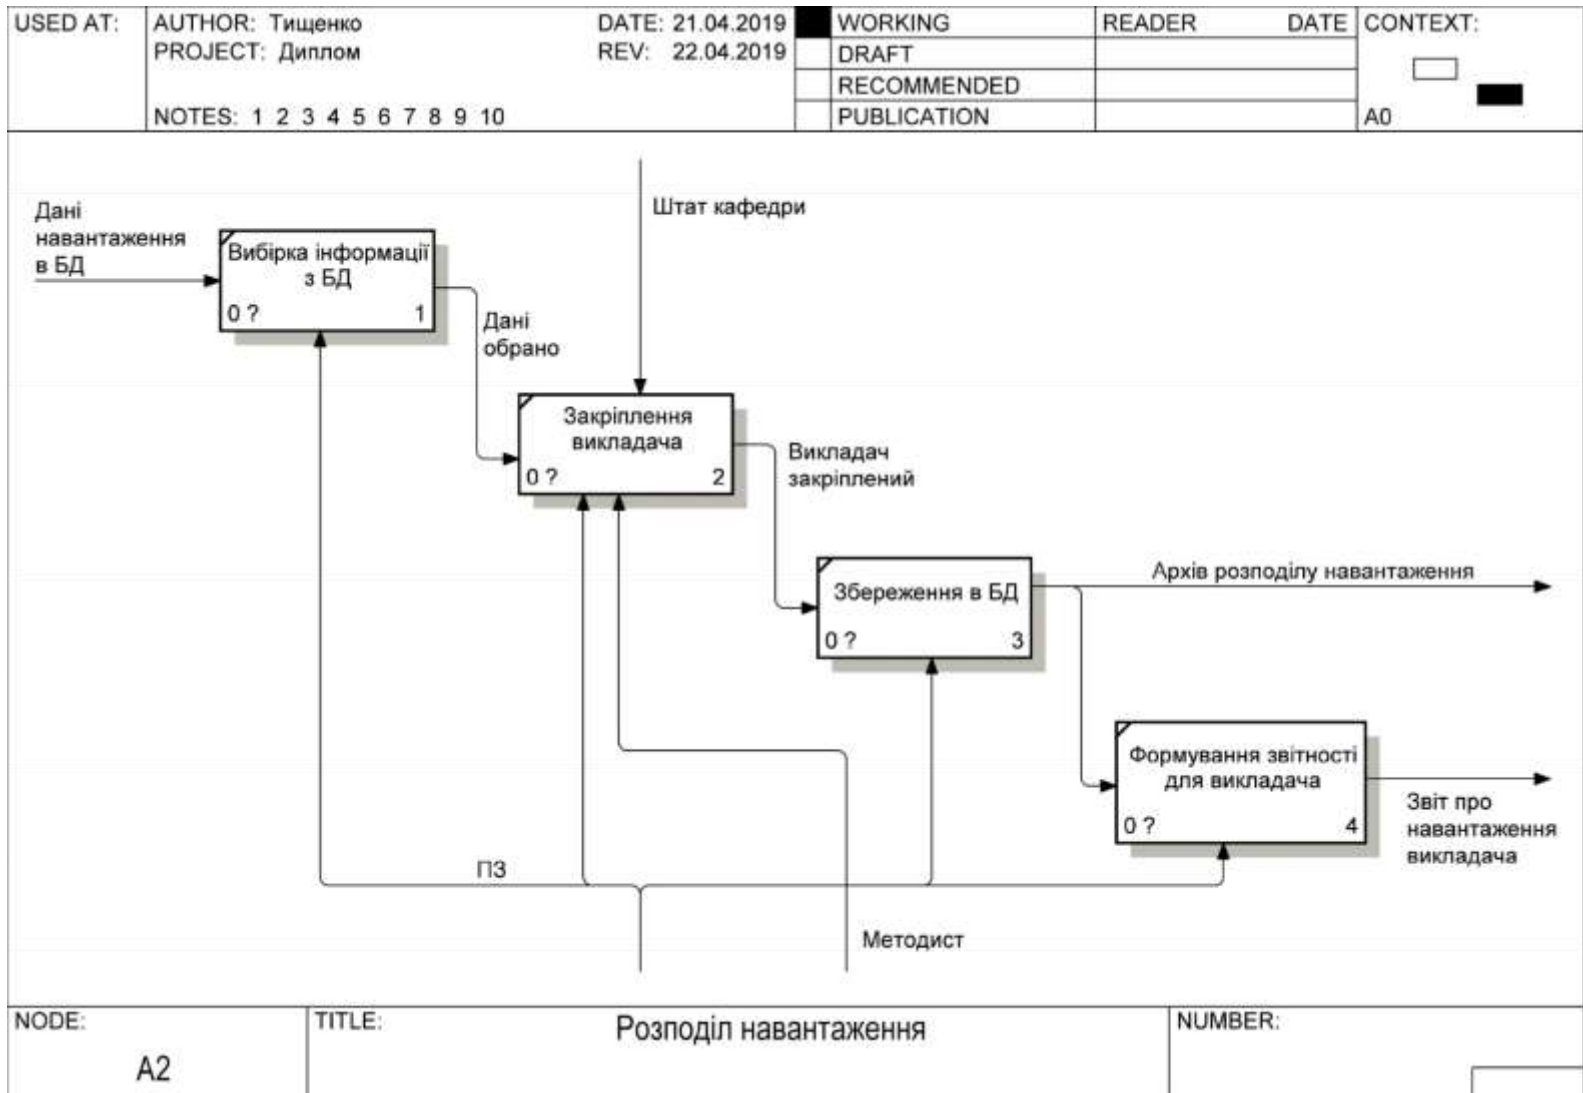 USED AT:
AUTHOR: Тищенко
DATE: 21.04.2019
PROJECT: Диплом
REV: 22.04.2019
NOTES: 1 2 3 4 5 6 7 8 9 10
WORKING
DRAFT
RECOMMENDED
PUBLICATION
READER
DATE
CONTEXT:
A0
Дані
навантаження
в БД
Вибірка інформації
з БД
0 ?
1
Штат кафедри
Дані
обрано
Закріплення
викладача
0 ?
2
Викладач
закріплений
Збереження в БД
0 ?
3
Архів розподілу навантаження
Формування звітності
для викладача
0 ?
4
Звіт про
навантаження
викладача
ПЗ
Методист
NODE:
A2
TITLE:
Розподіл навантаження
NUMBER: